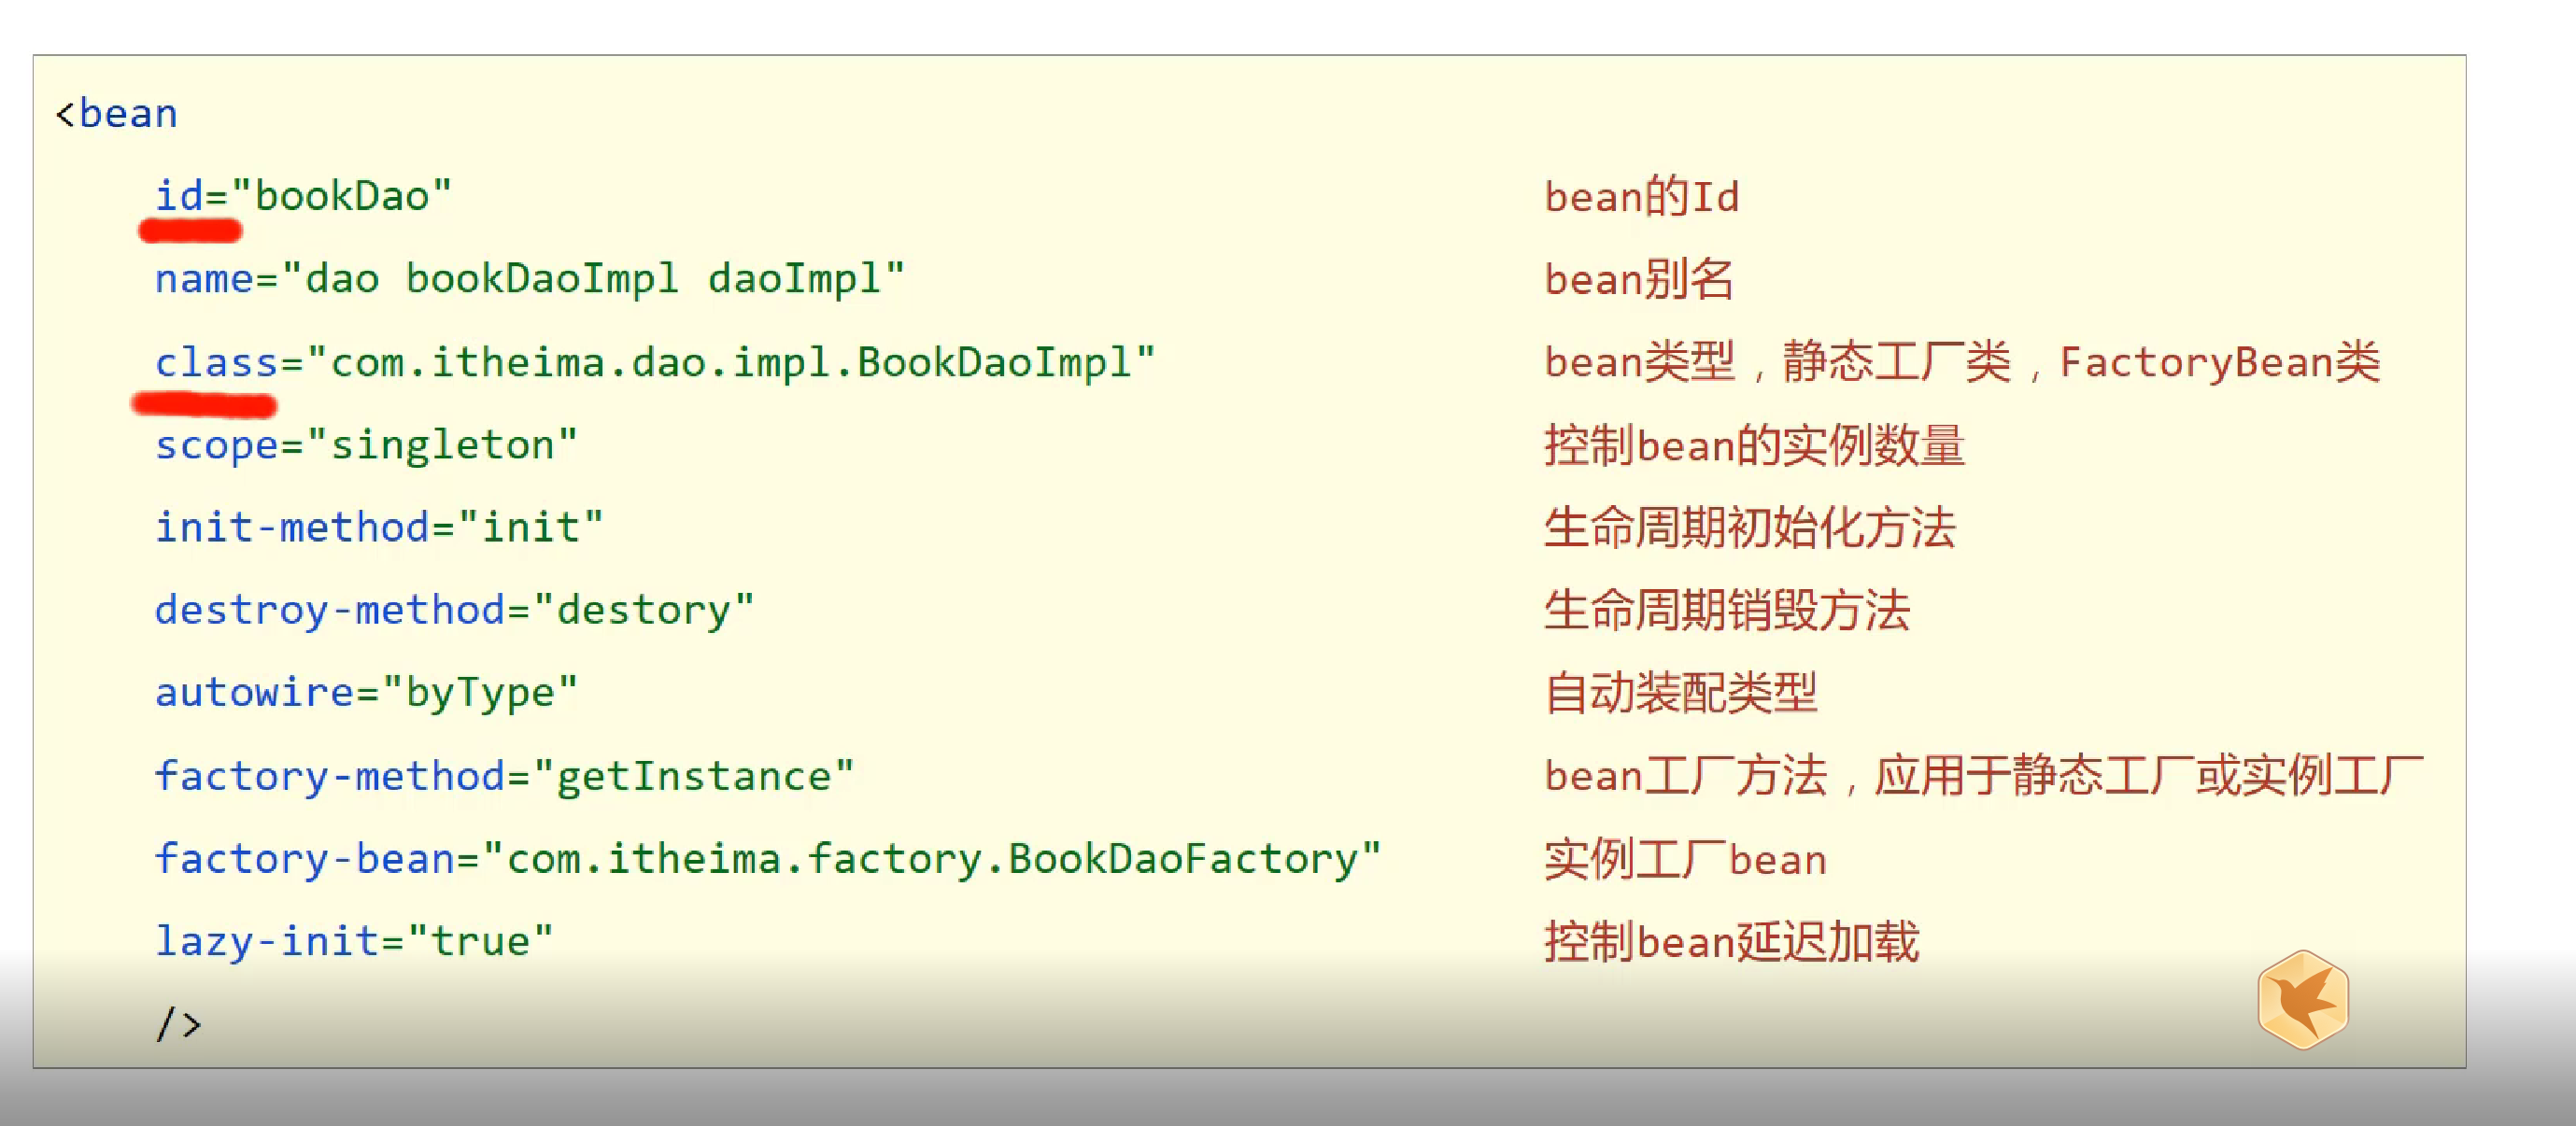 <bean
id="bookDao" bean的Id
name="dao bookDaoImpl daoImpl" bean别名
class="com.itheima.dao.impl.BookDaoImpl" bean类型，静态工厂类，FactoryBean类
scope="singleton" 控制bean的实例数量
init-method="init" 生命周期初始化方法
destroy-method="destory" 生命周期销毁方法
autowire="byType" 自动装配类型
factory-method="getInstance" bean工厂方法，应用于静态工厂或实例工厂
factory-bean="com.itheima.factory.BookDaoFactory" 实例工厂bean
lazy-init="true" 控制bean延迟加载
/>